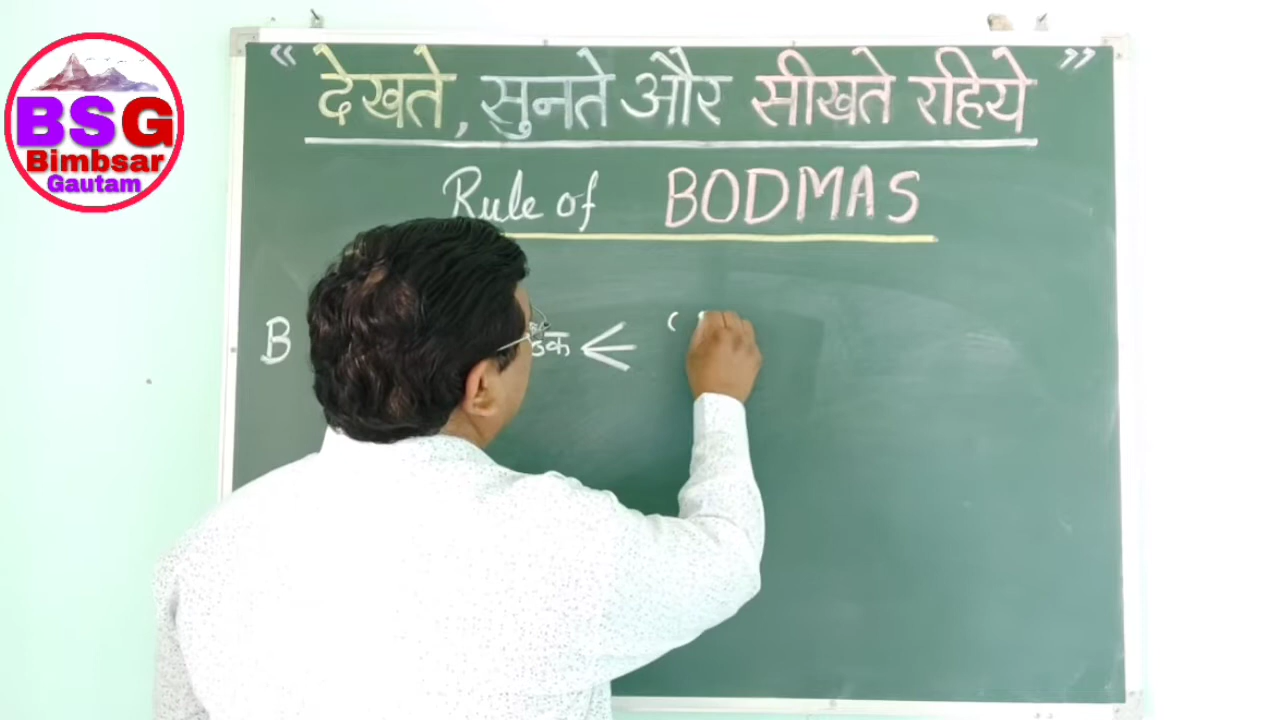 BSG
Bimbsar
Gautam
“ देखते, सुनते और सीखते रहिये ”
Rule of BODMAS
B < (